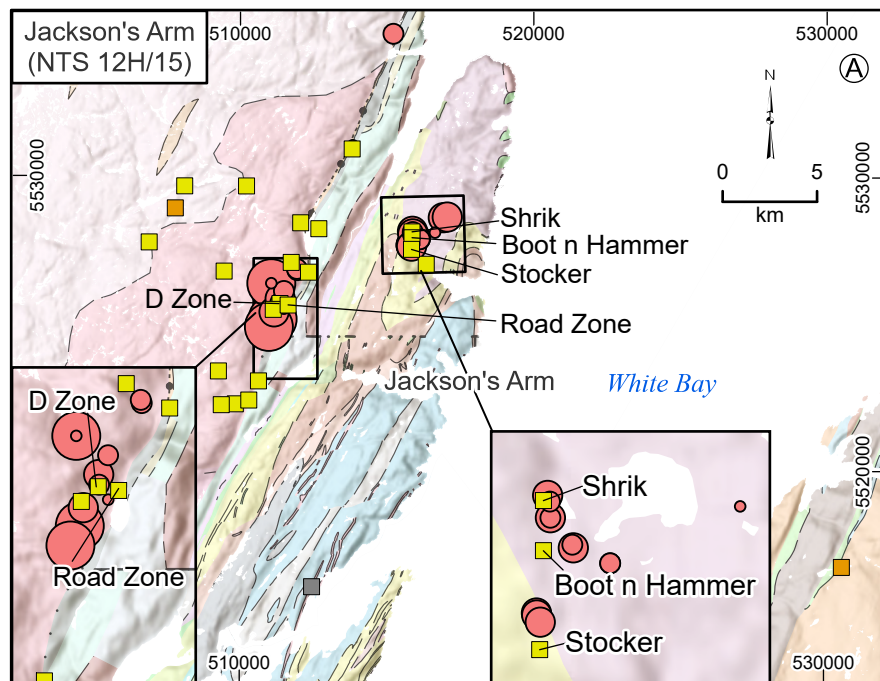 Jackson's Arm
(NTS 12H/15)
510000
520000
530000
A
N
5530000
5530000
0
5
km
Shrik
Boot n Hammer
Stocker
D Zone
Road Zone
Jackson's Arm
White Bay
D Zone
Road Zone
Shrik
Boot n Hammer
Stocker
5520000
510000
530000